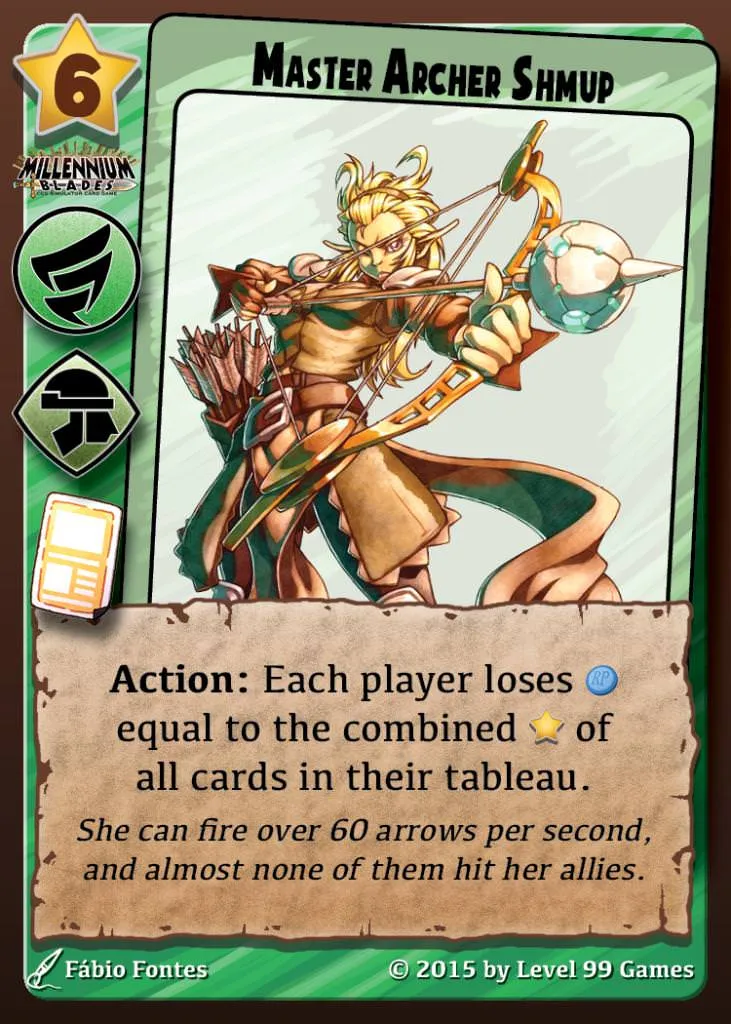 6
MASTER ARCHER SHMUP
MILLENNIUM
BLADES
Action: Each player loses RP
equal to the combined of
all cards in their tableau.
She can fire over 60 arrows per second,
and almost none of them hit her allies.
Fábio Fontes
© 2015 by Level 99 Games